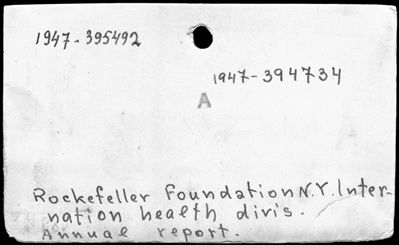 1947-395492
1947-394734
A
Rockefeller Foundation N.Y. Inter-
nation health divis.
Annual report.